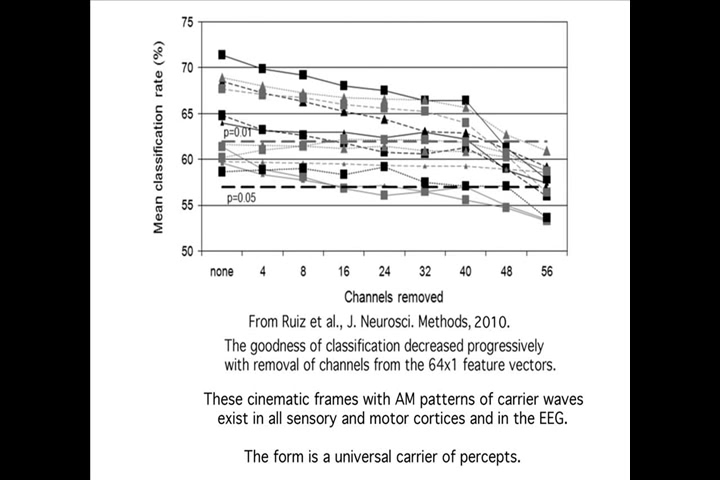 75
70
65
60
55
50
Mean classification rate (%)
p=0.01
p=0.05
none 4 8 16 24 32 40 48 56
Channels removed
From Ruiz et al., J. Neurosci. Methods, 2010.
The goodness of classification decreased progressively
with removal of channels from the 64x1 feature vectors.
These cinematic frames with AM patterns of carrier waves
exist in all sensory and motor cortices and in the EEG.
The form is a universal carrier of percepts.